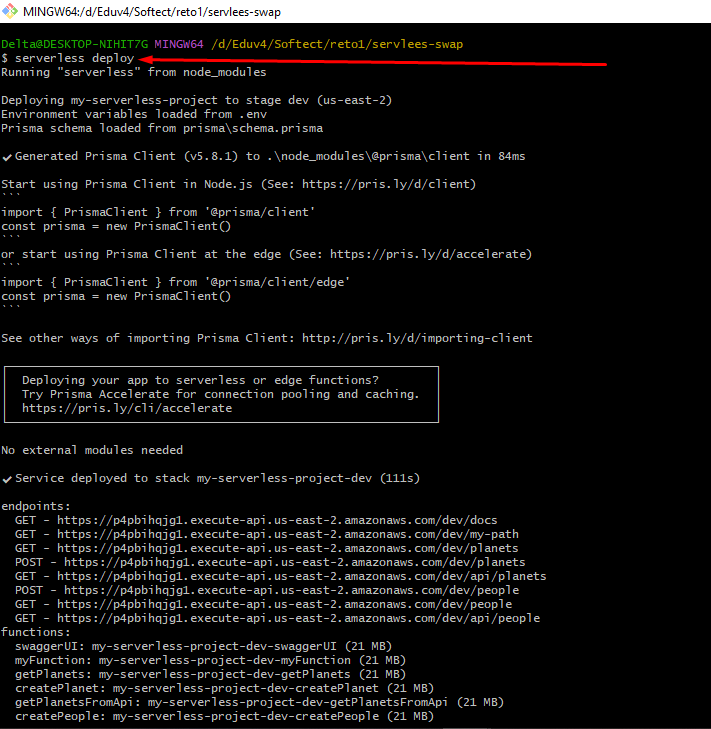 MINGW64:/d/Eduv4/Softect/reto1/servlees-swap
Delta@DESKTOP-NIHIT7G MINGW64 /d/Eduv4/Softect/reto1/servlees-swap
$ serverless deploy
Running "serverless" from node_modules
Deploying my-serverless-project to stage dev (us-east-2)
Environment variables loaded from .env
Prisma schema loaded from prisma\schema.prisma
✔ Generated Prisma Client (v5.8.1) to .\node_modules\@prisma\client in 84ms
Start using Prisma Client in Node.js (See: https://pris.ly/d/client)
```
import { PrismaClient } from '@prisma/client'
const prisma = new PrismaClient()
```
or start using Prisma Client at the edge (See: https://pris.ly/d/accelerate)
```
import { PrismaClient } from '@prisma/client/edge'
const prisma = new PrismaClient()
```
See other ways of importing Prisma Client: http://pris.ly/d/importing-client
Deploying your app to serverless or edge functions?
Try Prisma Accelerate for connection pooling and caching.
https://pris.ly/cli/accelerate
No external modules needed
✔ Service deployed to stack my-serverless-project-dev (111s)
endpoints:
GET - https://p4pbihqjg1.execute-api.us-east-2.amazonaws.com/dev/docs
GET - https://p4pbihqjg1.execute-api.us-east-2.amazonaws.com/dev/my-path
GET - https://p4pbihqjg1.execute-api.us-east-2.amazonaws.com/dev/planets
POST - https://p4pbihqjg1.execute-api.us-east-2.amazonaws.com/dev/planets
GET - https://p4pbihqjg1.execute-api.us-east-2.amazonaws.com/dev/api/planets
POST - https://p4pbihqjg1.execute-api.us-east-2.amazonaws.com/dev/people
GET - https://p4pbihqjg1.execute-api.us-east-2.amazonaws.com/dev/people
GET - https://p4pbihqjg1.execute-api.us-east-2.amazonaws.com/dev/api/people
functions:
swaggerUI: my-serverless-project-dev-swaggerUI (21 MB)
myFunction: my-serverless-project-dev-myFunction (21 MB)
getPlanets: my-serverless-project-dev-getPlanets (21 MB)
createPlanet: my-serverless-project-dev-createPlanet (21 MB)
getPlanetsFromApi: my-serverless-project-dev-getPlanetsFromApi (21 MB)
createPeople: my-serverless-project-dev-createPeople (21 MB)